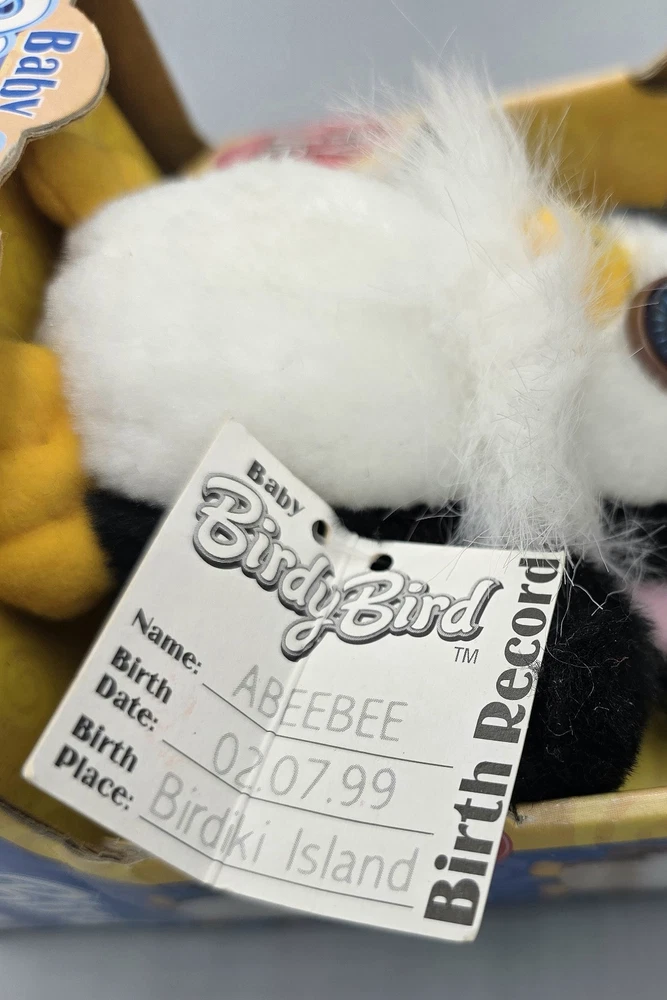 Baby
Baby
BirdyBird
TM
Name: ABEEBEE
Birth Date: 02.07.99
Birth Place: Birdiki Island
Birth Record